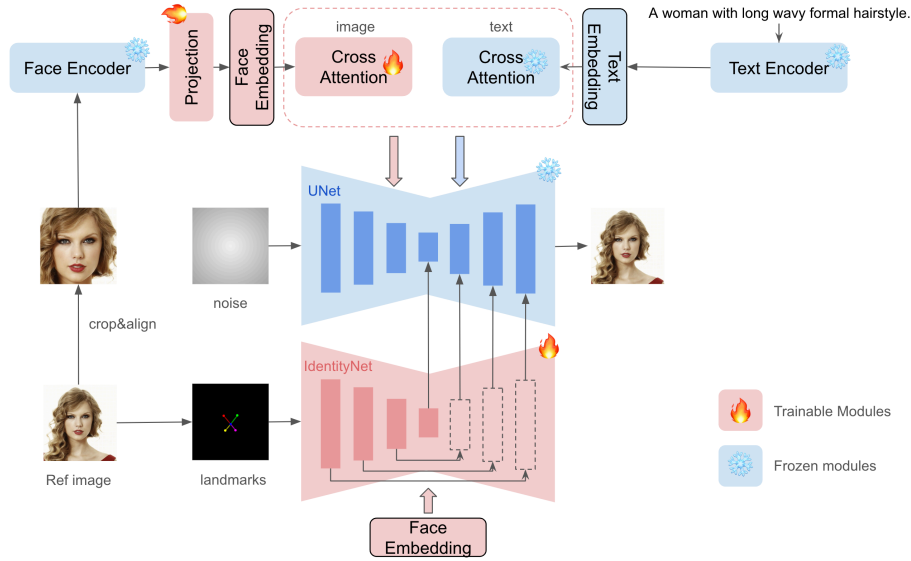 A woman with long wavy formal hairstyle.
image
text
Face Encoder
Projection
Face
Embedding
Cross
Attention
Cross
Attention
Text
Embedding
Text Encoder
UNet
noise
crop&align
IdentityNet
Ref image
landmarks
Face
Embedding
Trainable Modules
Frozen modules